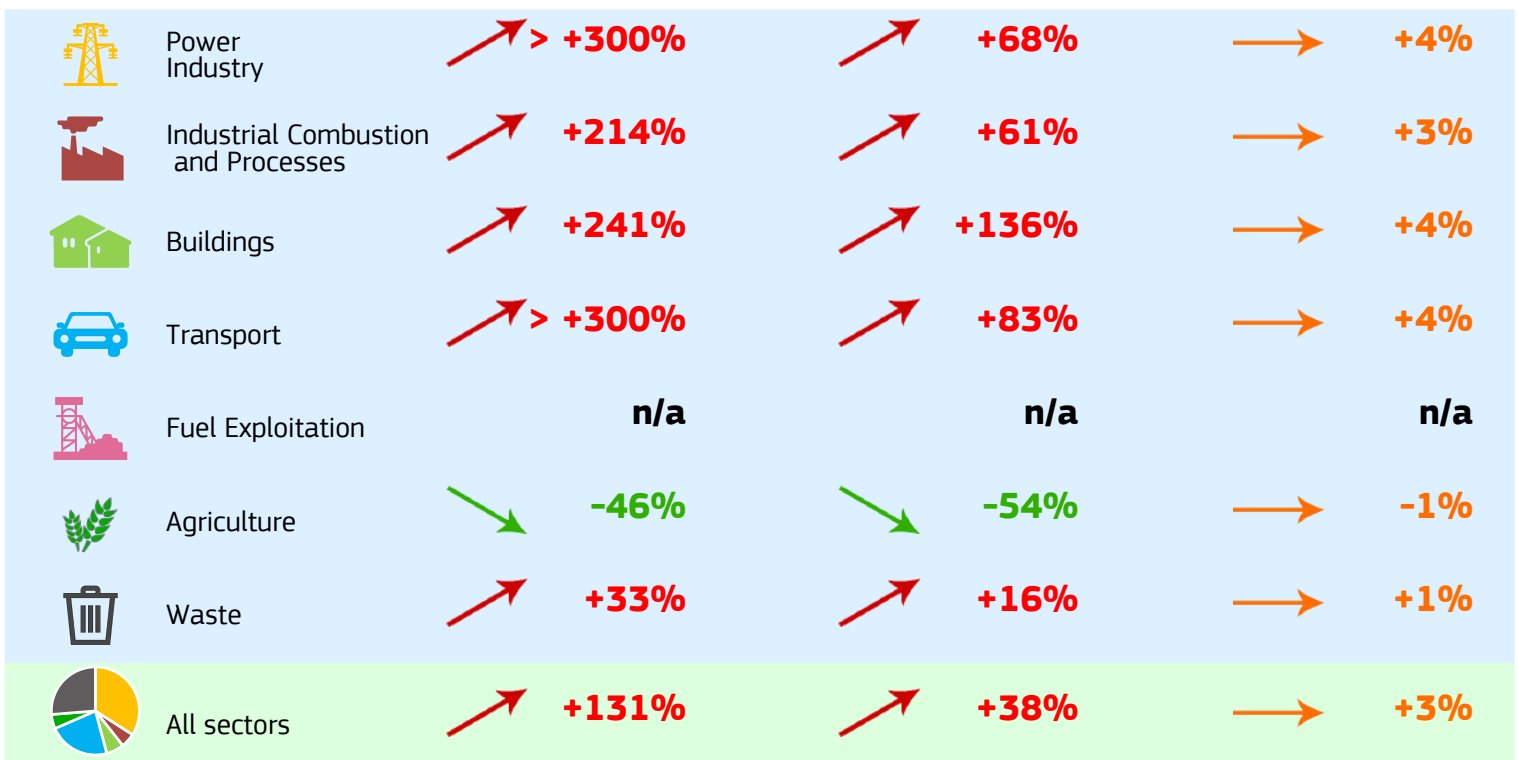 Power
Industry
> +300%
+68%
+4%
Industrial Combustion
and Processes
+214%
+61%
+3%
Buildings
+241%
+136%
+4%
Transport
> +300%
+83%
+4%
Fuel Exploitation
n/a
n/a
n/a
Agriculture
-46%
-54%
-1%
Waste
+33%
+16%
+1%
All sectors
+131%
+38%
+3%